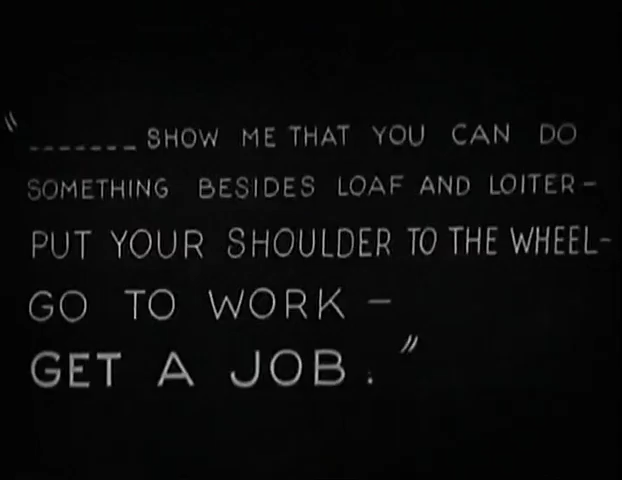 "_______ SHOW ME THAT YOU CAN DO
SOMETHING BESIDES LOAF AND LOITER-
PUT YOUR SHOULDER TO THE WHEEL-
GO TO WORK -
GET A JOB."